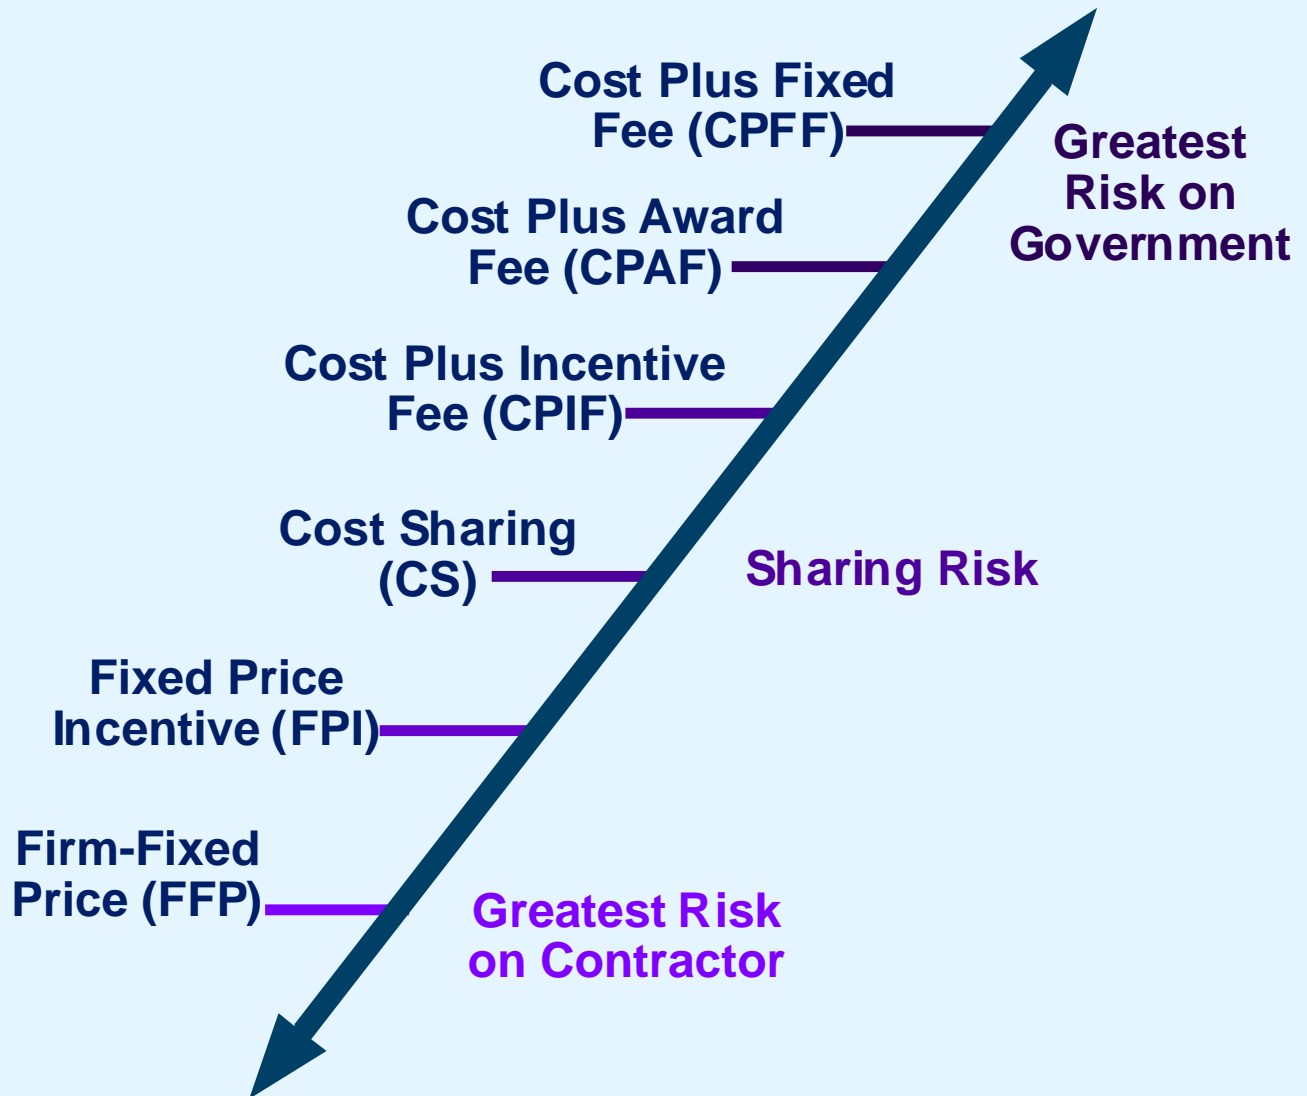 Cost Plus Fixed
Fee (CPFF)
Greatest
Risk on
Government
Cost Plus Award
Fee (CPAF)
Cost Plus Incentive
Fee (CPIF)
Cost Sharing
(CS)
Sharing Risk
Fixed Price
Incentive (FPI)
Firm-Fixed
Price (FFP)
Greatest Risk
on Contractor